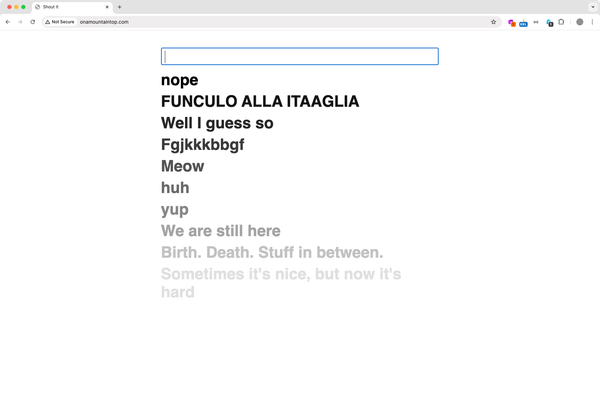 Shout it
Not Secure
onamountaintop.com
nope
FUNCULO ALLA ITAAGLIA
Well I guess so
Fgjkkkbbgf
Meow
huh
yup
We are still here
Birth. Death. Stuff in between.
Sometimes it's nice, but now it's
hard